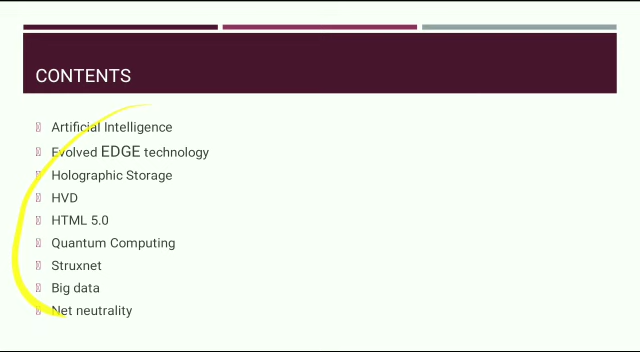 CONTENTS
Artificial Intelligence
Evolved EDGE technology
Holographic Storage
HVD
HTML 5.0
Quantum Computing
Struxnet
Big data
Net neutrality